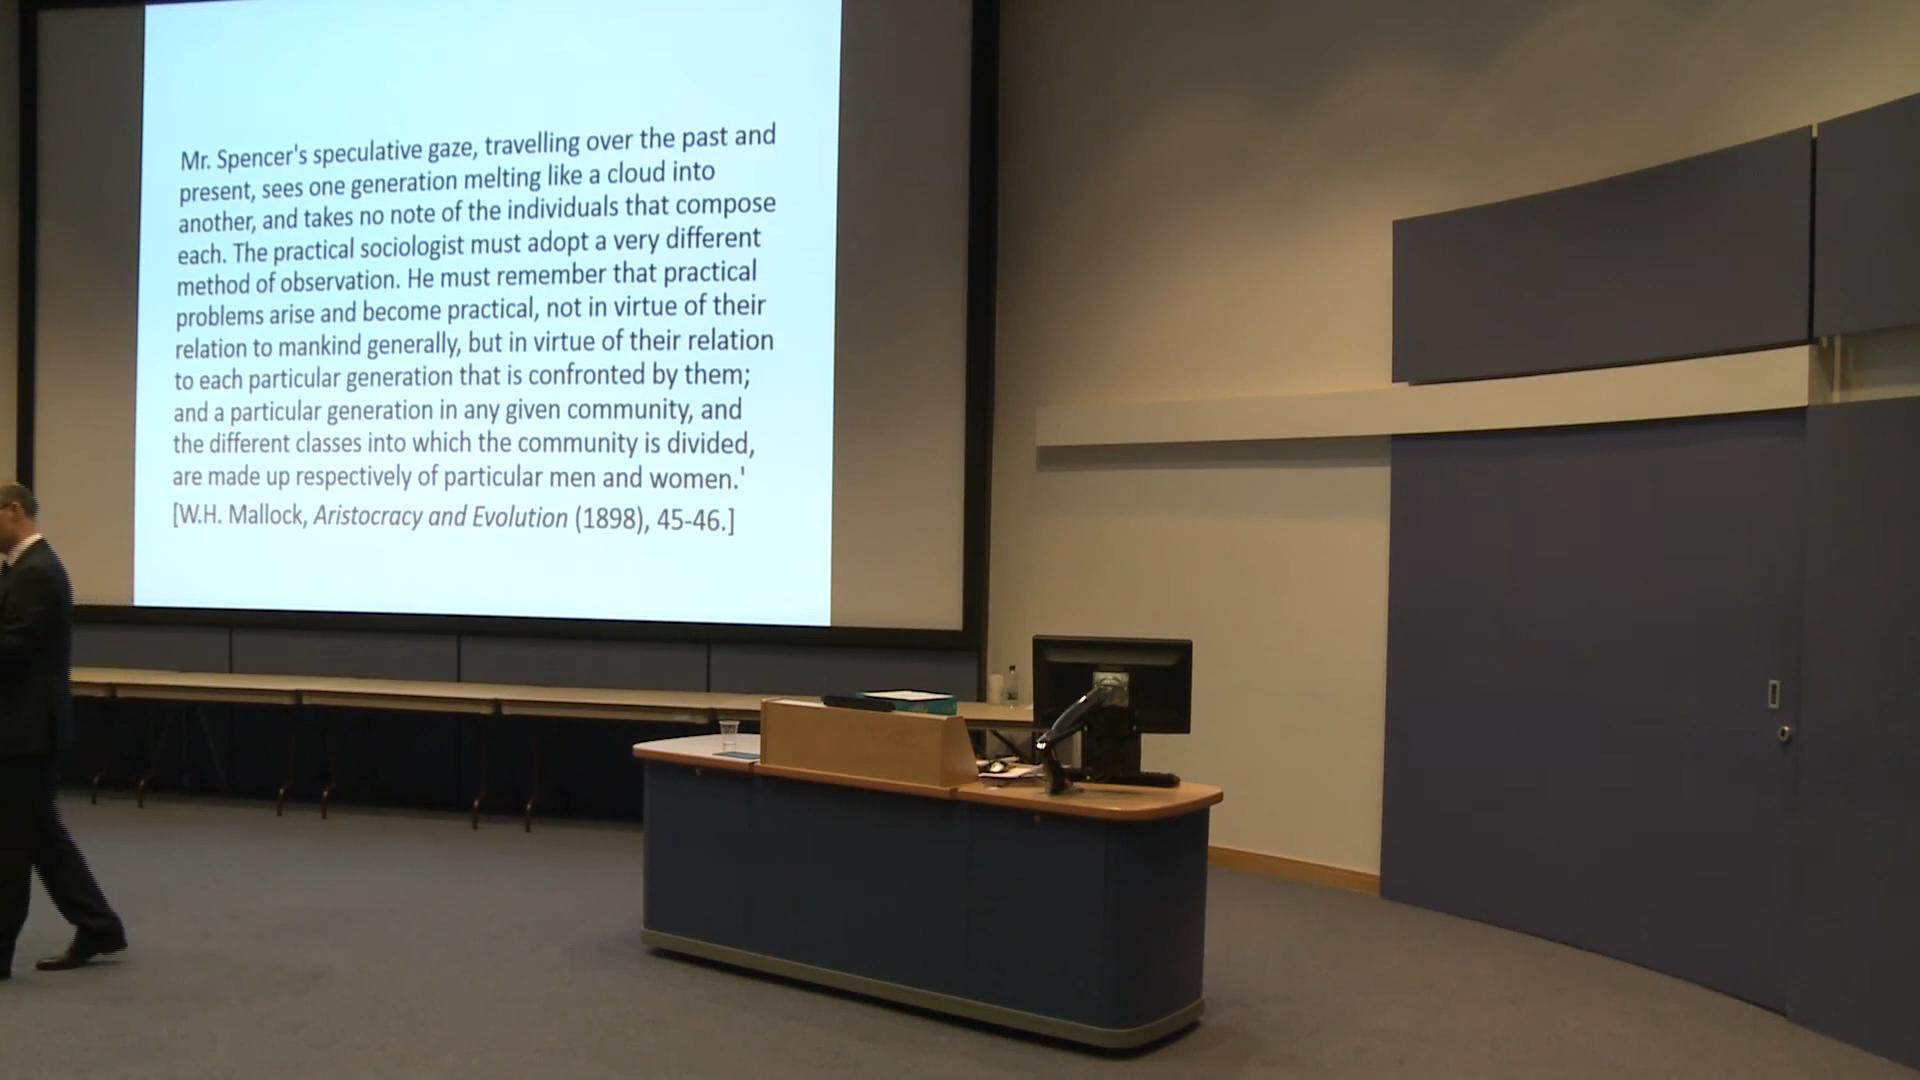 Mr. Spencer's speculative gaze, travelling over the past and
present, sees one generation melting like a cloud into
another, and takes no note of the individuals that compose
each. The practical sociologist must adopt a very different
method of observation. He must remember that practical
problems arise and become practical, not in virtue of their
relation to mankind generally, but in virtue of their relation
to each particular generation that is confronted by them;
and a particular generation in any given community, and
the different classes into which the community is divided,
are made up respectively of particular men and women.'
[W.H. Mallock, Aristocracy and Evolution (1898), 45-46.]